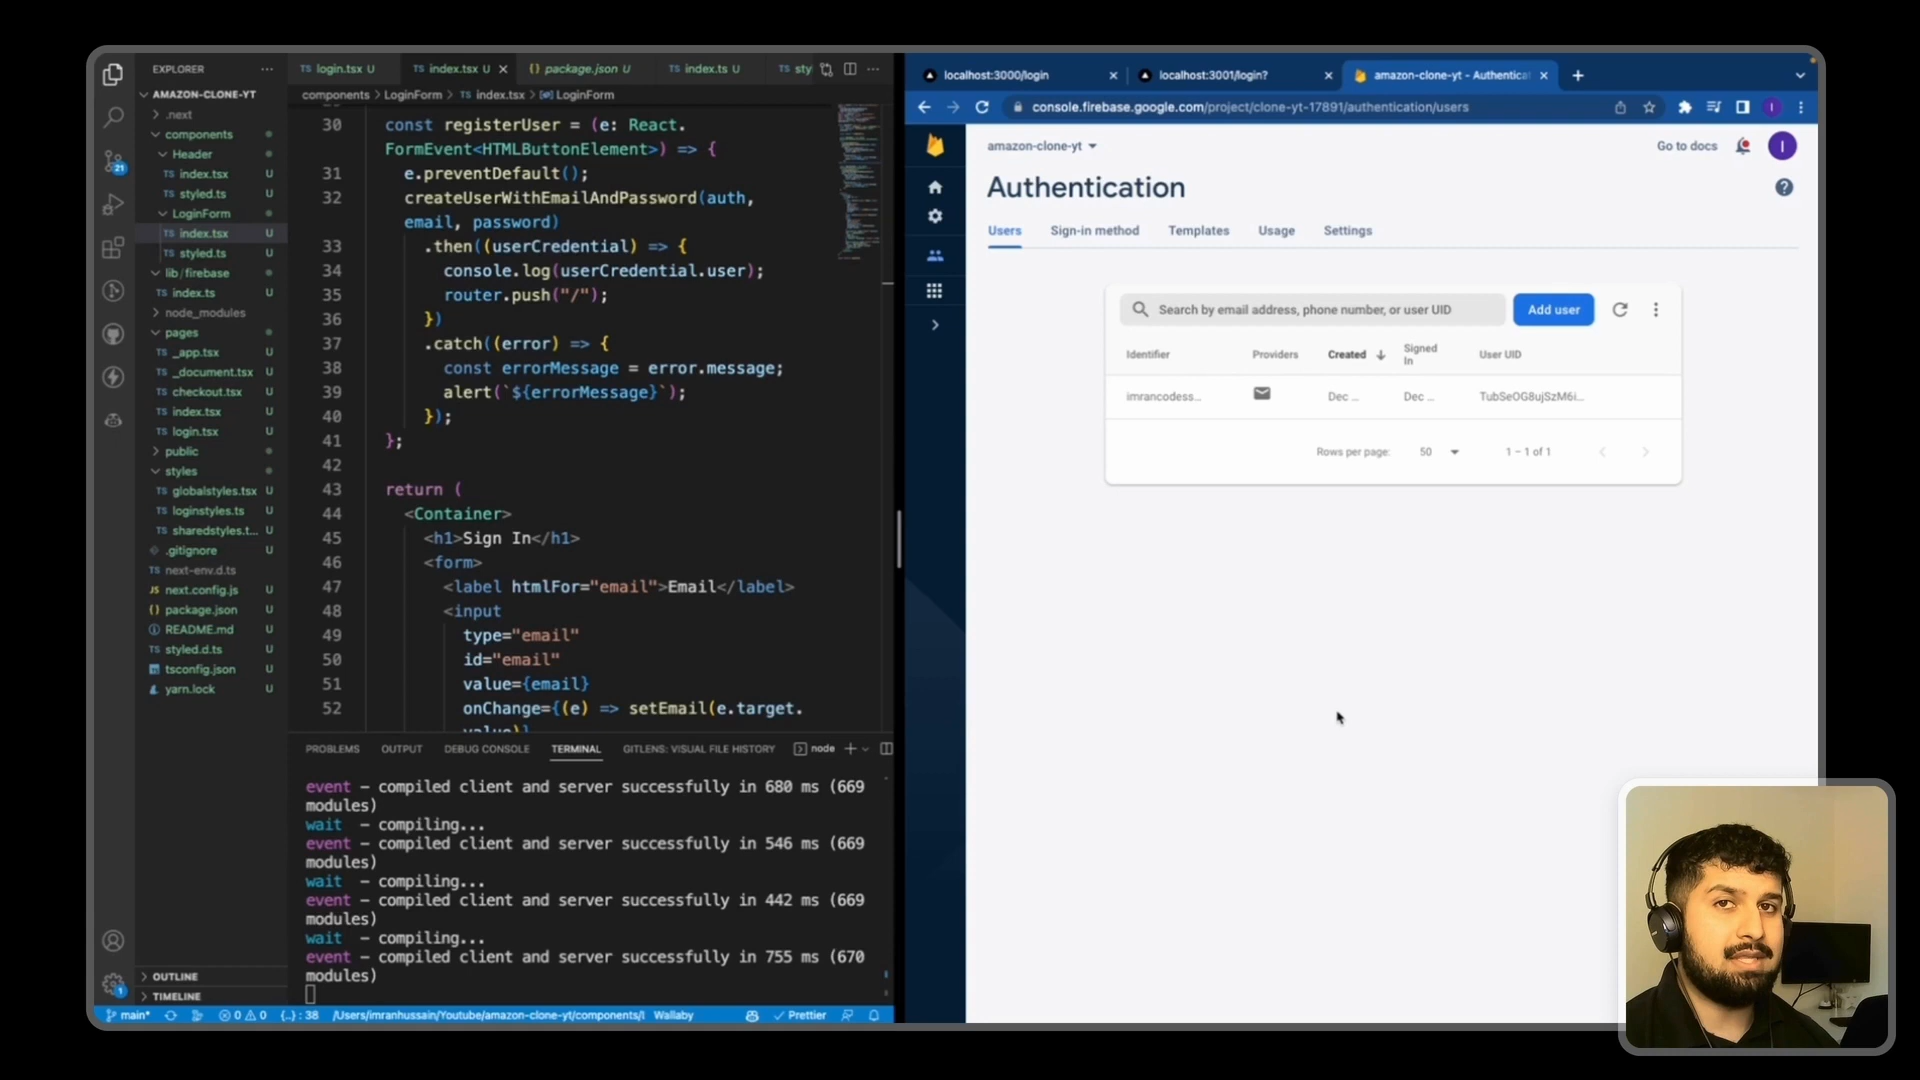 EXPLORER
AMAZON-CLONE-YT
.next
components
Header
index.tsx U
styled.ts U
LoginForm
index.tsx U
styled.ts U
lib/firebase
index.ts U
node_modules
pages
_app.tsx U
_document.tsx U
checkout.tsx U
index.tsx U
login.tsx U
public
styles
globalstyles.tsx U
loginstyles.ts U
sharedstyles.t... U
.gitignore U
next-env.d.ts
next.config.js U
package.json U
README.md U
styled.d.ts U
tsconfig.json U
yarn.lock U
OUTLINE
TIMELINE
21
1
login.tsx U
index.tsx U
package.json U
index.ts U
sty
components > LoginForm > index.tsx > LoginForm
30 const registerUser = (e: React.
FormEvent<HTMLButtonElement>) => {
31 e.preventDefault();
32 createUserWithEmailAndPassword(auth,
email, password)
33 .then((userCredential) => {
34 console.log(userCredential.user);
35 router.push("/");
36 })
37 .catch((error) => {
38 const errorMessage = error.message;
39 alert(`${errorMessage}`);
40 });
41 };
42
43 return (
44 <Container>
45 <h1>Sign In</h1>
46 <form>
47 <label htmlFor="email">Email</label>
48 <input
49 type="email"
50 id="email"
51 value={email}
52 onChange={(e) => setEmail(e.target.
value)}
PROBLEMS OUTPUT DEBUG CONSOLE TERMINAL GITLENS: VISUAL FILE HISTORY node
event – compiled client and server successfully in 680 ms (669
modules)
wait – compiling...
event – compiled client and server successfully in 546 ms (669
modules)
wait – compiling...
event – compiled client and server successfully in 442 ms (669
modules)
wait – compiling...
event – compiled client and server successfully in 755 ms (670
modules)
main* 0 0 {..} : 38 /Users/imranhussain/Youtube/amazon-clone-yt/components/l Wallaby Prettier
localhost:3000/login
localhost:3001/login?
amazon-clone-yt - Authenticat
console.firebase.google.com/project/clone-yt-17891/authentication/users
I
amazon-clone-yt
Go to docs
I
Authentication
Users Sign-in method Templates Usage Settings
Search by email address, phone number, or user UID
Add user
Identifier Providers Created Signed In User UID
imrancodess... Dec ... Dec ... TubSeOG8ujSzM6i...
Rows per page: 50 1 – 1 of 1